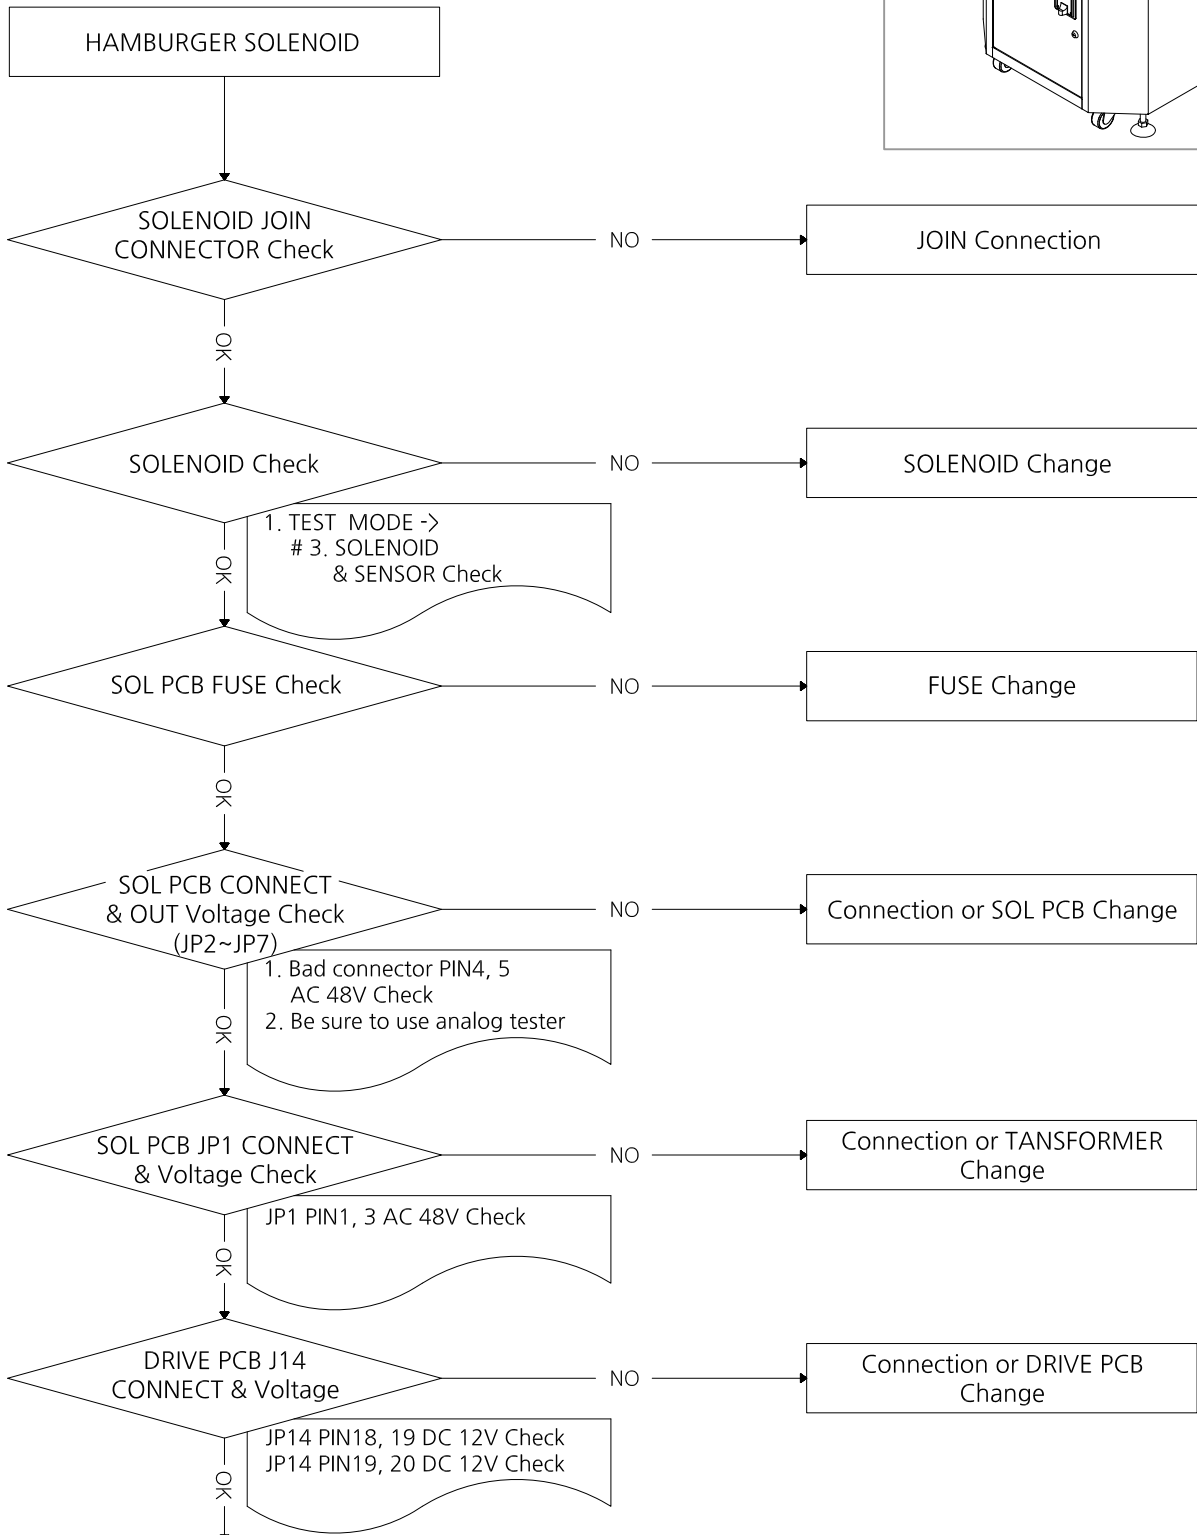 HAMBURGER SOLENOID
SOLENOID JOIN
CONNECTOR Check
NO
JOIN Connection
OK
SOLENOID Check
NO
SOLENOID Change
1. TEST MODE ->
# 3. SOLENOID
& SENSOR Check
OK
SOL PCB FUSE Check
NO
FUSE Change
OK
SOL PCB CONNECT
& OUT Voltage Check
(JP2~JP7)
NO
Connection or SOL PCB Change
1. Bad connector PIN4, 5
AC 48V Check
2. Be sure to use analog tester
OK
SOL PCB JP1 CONNECT
& Voltage Check
NO
Connection or TANSFORMER
Change
JP1 PIN1, 3 AC 48V Check
OK
DRIVE PCB J14
CONNECT & Voltage
NO
Connection or DRIVE PCB
Change
JP14 PIN18, 19 DC 12V Check
JP14 PIN19, 20 DC 12V Check
OK